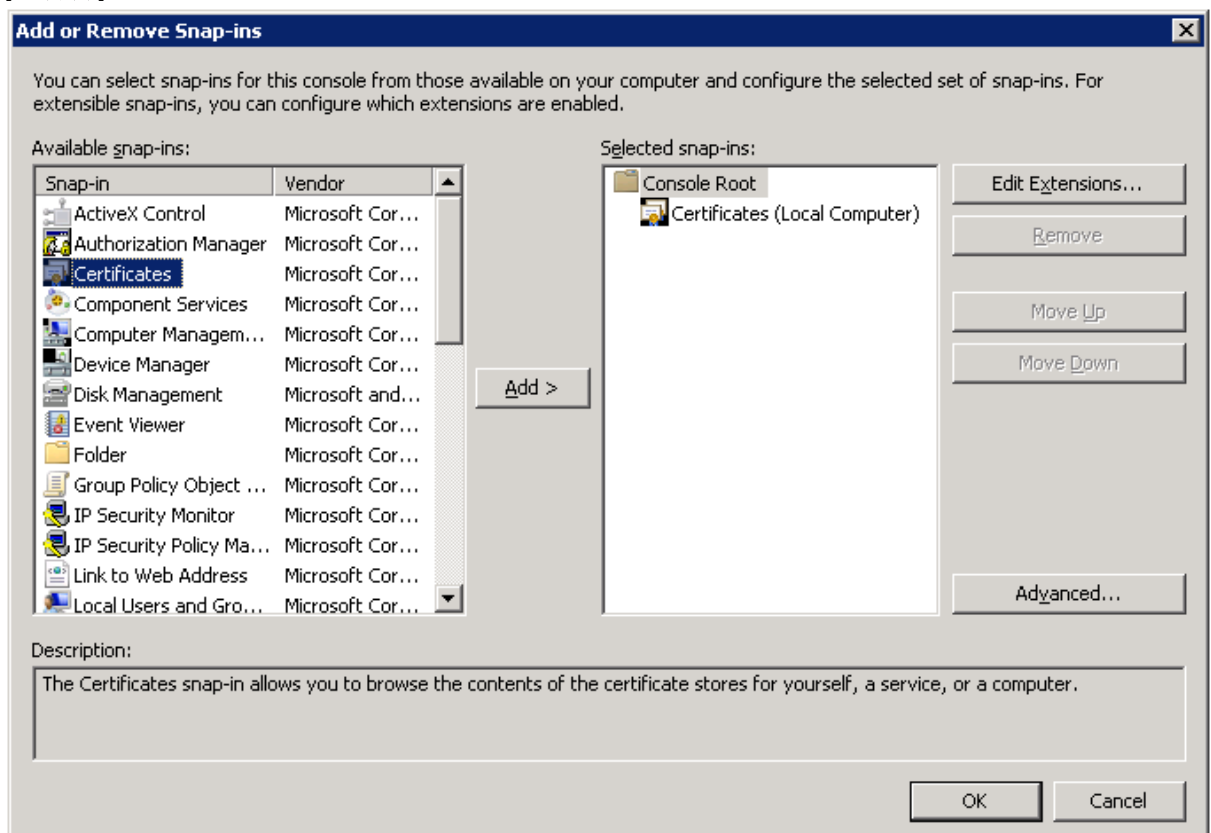 Add or Remove Snap-ins
You can select snap-ins for this console from those available on your computer and configure the selected set of snap-ins. For
extensible snap-ins, you can configure which extensions are enabled.
Available snap-ins:
Snap-in Vendor
ActiveX Control Microsoft Cor...
Authorization Manager Microsoft Cor...
Certificates Microsoft Cor...
Component Services Microsoft Cor...
Computer Managem... Microsoft Cor...
Device Manager Microsoft Cor...
Disk Management Microsoft and...
Event Viewer Microsoft Cor...
Folder Microsoft Cor...
Group Policy Object ... Microsoft Cor...
IP Security Monitor Microsoft Cor...
IP Security Policy Ma... Microsoft Cor...
Link to Web Address Microsoft Cor...
Local Users and Gro... Microsoft Cor...
Add >
Selected snap-ins:
Console Root
Certificates (Local Computer)
Edit Extensions...
Remove
Move Up
Move Down
Advanced...
Description:
The Certificates snap-in allows you to browse the contents of the certificate stores for yourself, a service, or a computer.
OK Cancel